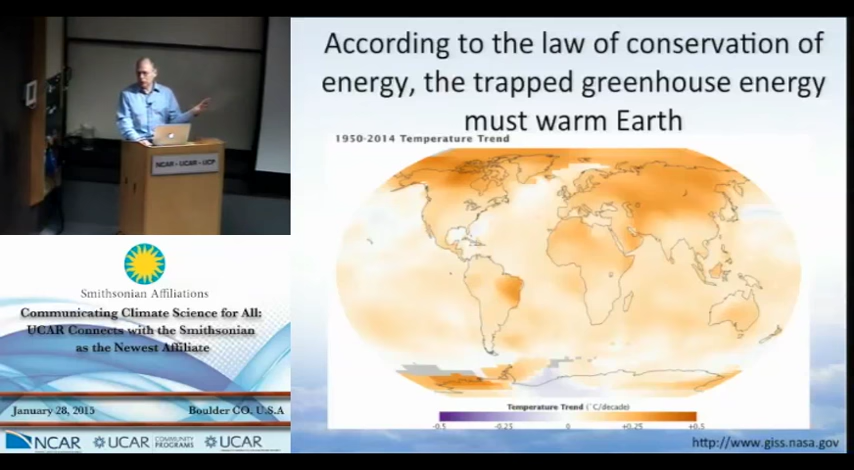 According to the law of conservation of
energy, the trapped greenhouse energy
must warm Earth
1950-2014 Temperature Trend
NCAR • UCAR • UCP
Smithsonian Affiliations
Communicating Climate Science for All:
UCAR Connects with the Smithsonian
as the Newest Affiliate
January 28, 2015
Boulder CO. U.S.A
Temperature Trend (°C/decade)
-0.5 -0.25 0 +0.25 +0.5
NCAR
UCAR COMMUNITY PROGRAMS
UCAR
http://www.giss.nasa.gov